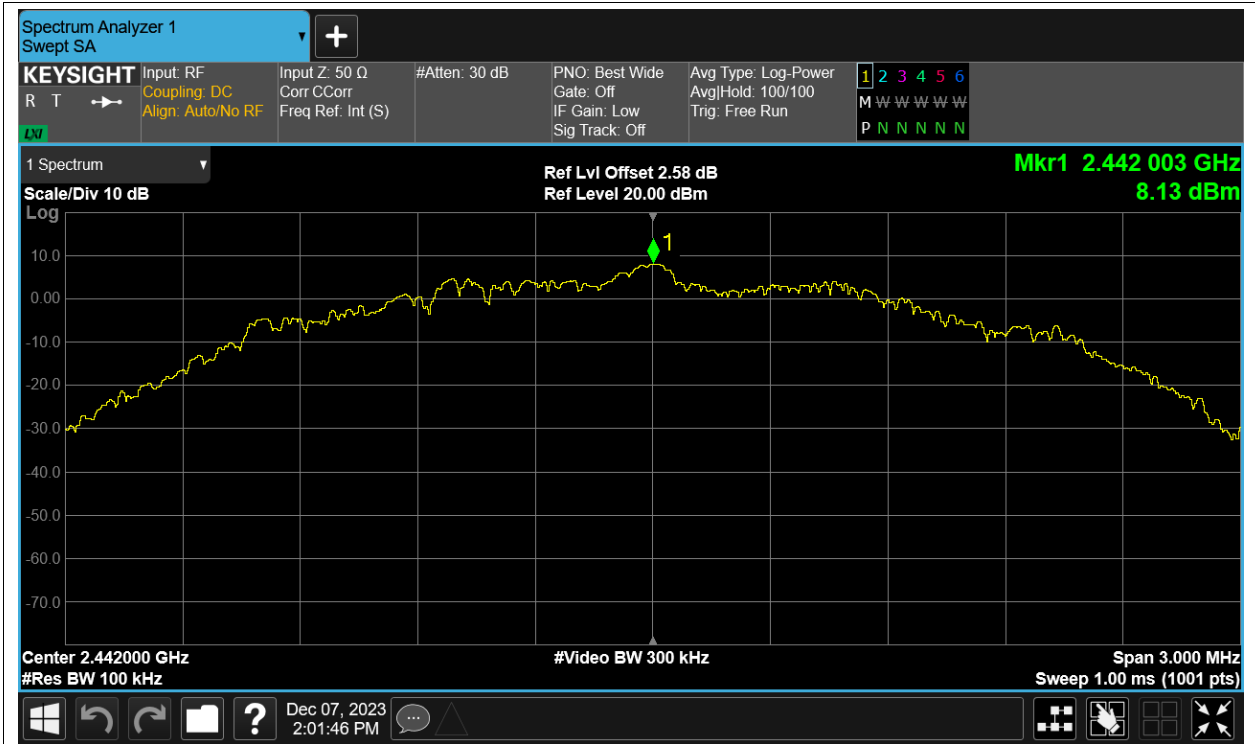 Spectrum Analyzer 1
Swept SA
KEYSIGHT
R T
LXI
Input: RF
Coupling: DC
Align: Auto/No RF
Input Z: 50 Ω
Corr CCorr
Freq Ref: Int (S)
#Atten: 30 dB
PNO: Best Wide
Gate: Off
IF Gain: Low
Sig Track: Off
Avg Type: Log-Power
Avg|Hold: 100/100
Trig: Free Run
1 2 3 4 5 6
M W W W W W
P N N N N N
1 Spectrum
Scale/Div 10 dB
Log
Ref Lvl Offset 2.58 dB
Ref Level 20.00 dBm
Mkr1 2.442 003 GHz
8.13 dBm
1
10.0
0.00
-10.0
-20.0
-30.0
-40.0
-50.0
-60.0
-70.0
Center 2.442000 GHz
#Res BW 100 kHz
#Video BW 300 kHz
Span 3.000 MHz
Sweep 1.00 ms (1001 pts)
?
Dec 07, 2023
2:01:46 PM